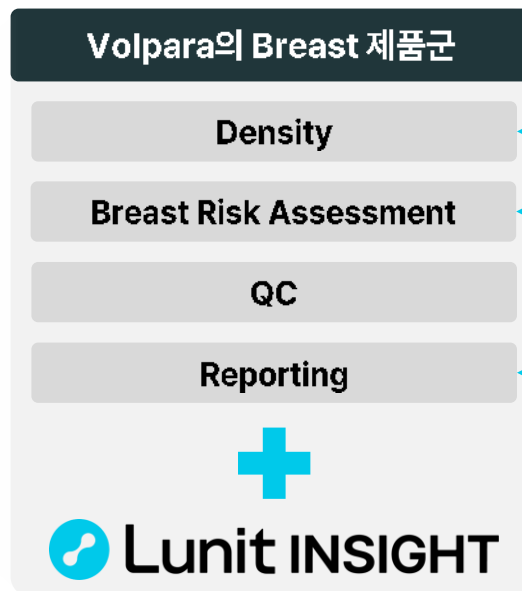 Volpara의 Breast 제품군
Density
Breast Risk Assessment
QC
Reporting
Lunit INSIGHT